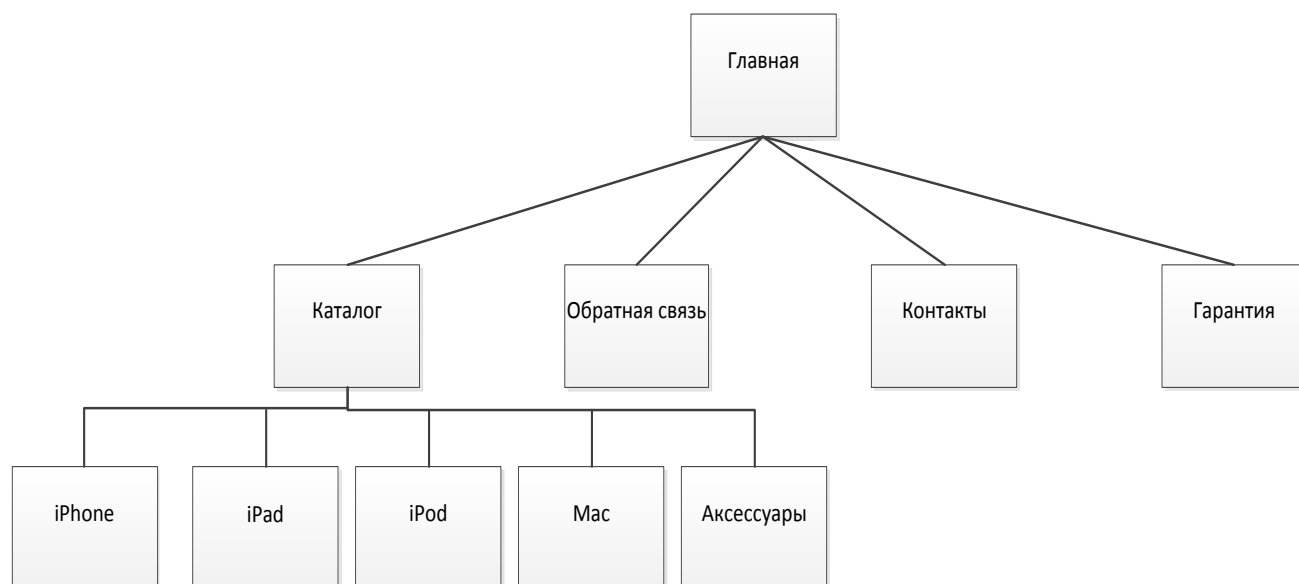 Главная
Каталог
Обратная связь
Контакты
Гарантия
iPhone
iPad
iPod
Mac
Аксессуары